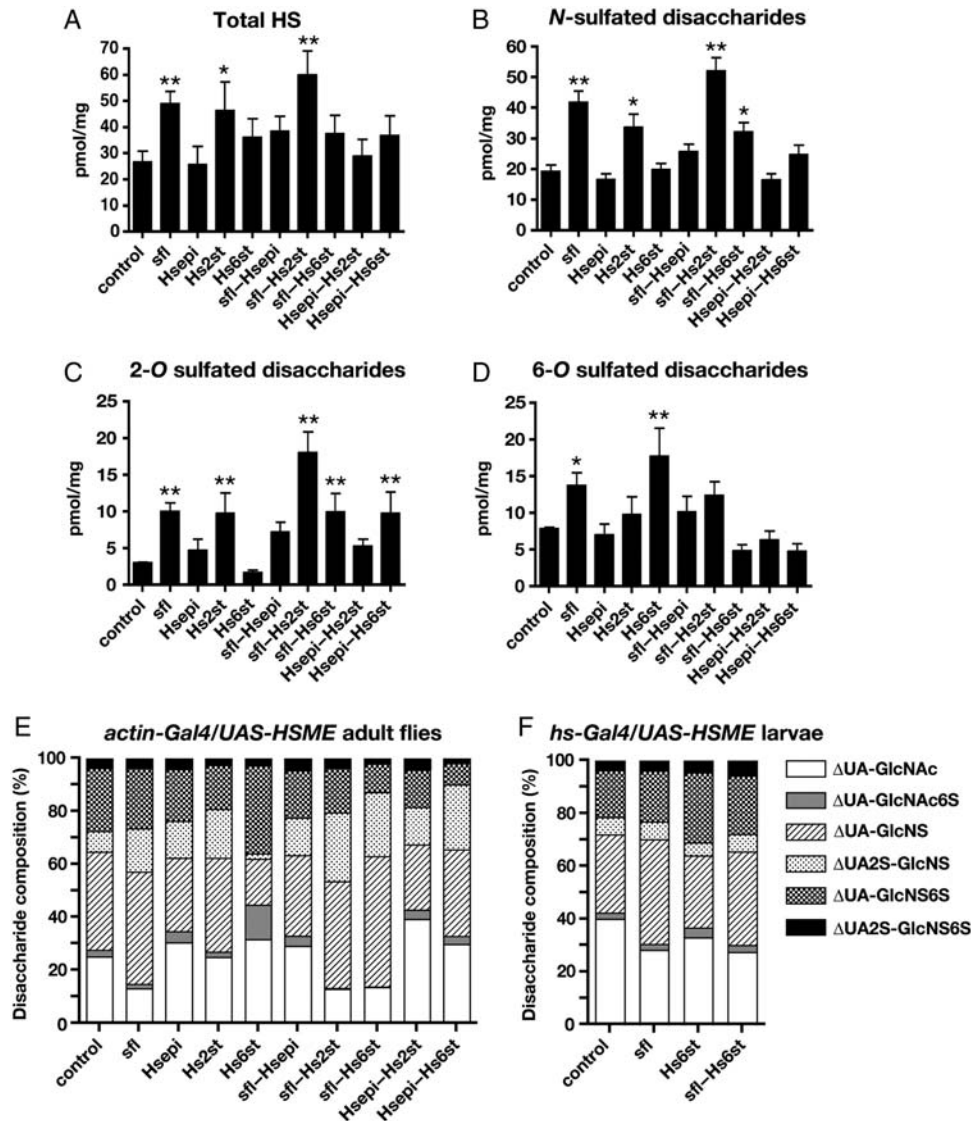 A
Total HS
pmol/mg
70
60
50
40
30
20
10
0
**
*
**
control
sfl
Hsepi
Hs2st
Hs6st
sfl–Hsepi
sfl–Hs2st
sfl–Hs6st
Hsepi–Hs2st
Hsepi–Hs6st
B
N-sulfated disaccharides
pmol/mg
60
50
40
30
20
10
0
**
*
**
*
control
sfl
Hsepi
Hs2st
Hs6st
sfl–Hsepi
sfl–Hs2st
sfl–Hs6st
Hsepi–Hs2st
Hsepi–Hs6st
C
2-O sulfated disaccharides
pmol/mg
25
20
15
10
5
0
**
**
**
**
**
control
sfl
Hsepi
Hs2st
Hs6st
sfl–Hsepi
sfl–Hs2st
sfl–Hs6st
Hsepi–Hs2st
Hsepi–Hs6st
D
6-O sulfated disaccharides
pmol/mg
25
20
15
10
5
0
*
**
control
sfl
Hsepi
Hs2st
Hs6st
sfl–Hsepi
sfl–Hs2st
sfl–Hs6st
Hsepi–Hs2st
Hsepi–Hs6st
E
actin-Gal4/UAS-HSME adult flies
Disaccharide composition (%)
100
80
60
40
20
0
control
sfl
Hsepi
Hs2st
Hs6st
sfl–Hsepi
sfl–Hs2st
sfl–Hs6st
Hsepi–Hs2st
Hsepi–Hs6st
F
hs-Gal4/UAS-HSME larvae
Disaccharide composition (%)
100
80
60
40
20
0
control
sfl
Hs6st
sfl–Hs6st
ΔUA-GlcNAc
ΔUA-GlcNAc6S
ΔUA-GlcNS
ΔUA2S-GlcNS
ΔUA-GlcNS6S
ΔUA2S-GlcNS6S